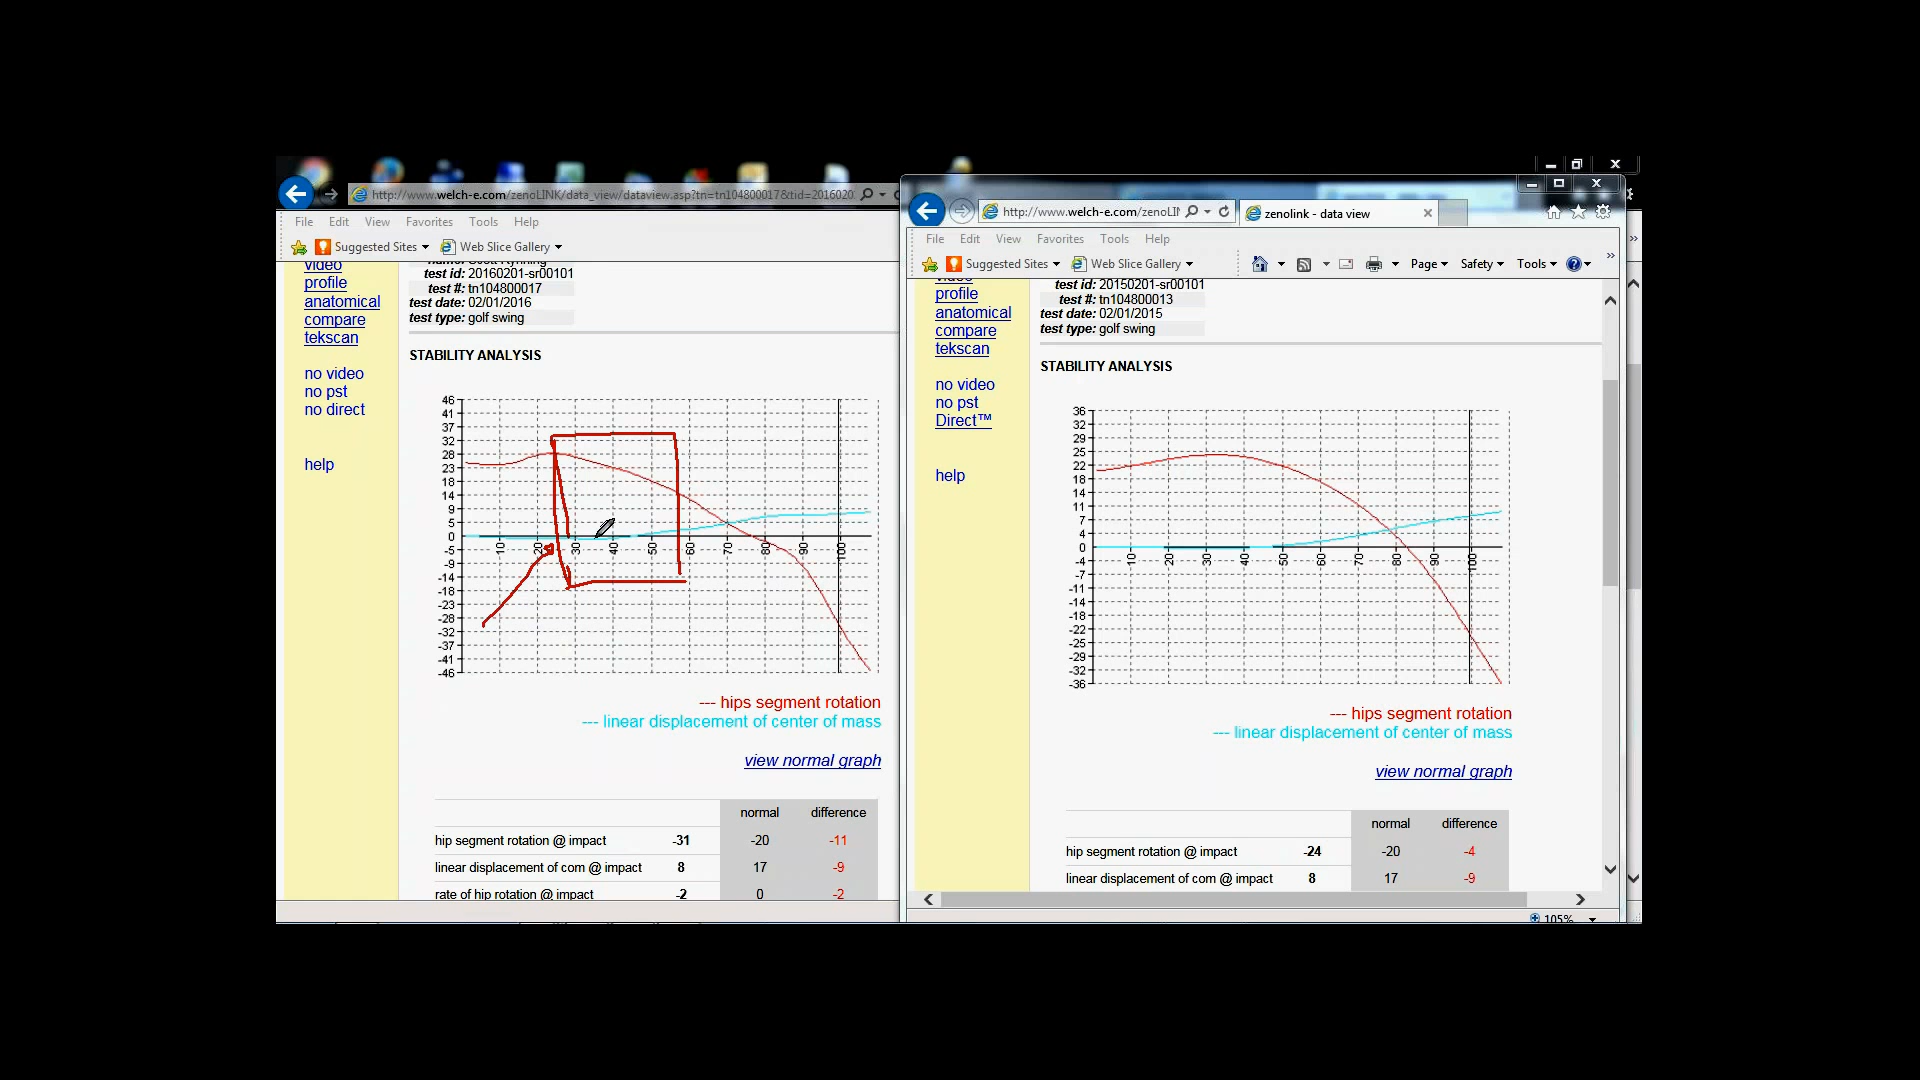 http://www.welch-e.com/zenoLINK/data_view/dataview.asp?tn=tn104800017&tid=2016020
File Edit View Favorites Tools Help
Suggested Sites Web Slice Gallery
video
profile
anatomical
compare
tekscan
no video
no pst
no direct
help
test id: 20160201-sr00101
test #: tn104800017
test date: 02/01/2016
test type: golf swing
STABILITY ANALYSIS
46
41
37
32
28
23
18
14
9
5
0
-5
-9
-14
-18
-23
-28
-32
-37
-41
-46
10 20 30 40 50 60 70 80 90 100
--- hips segment rotation
--- linear displacement of center of mass
view normal graph
normal difference
hip segment rotation @ impact -31 -20 -11
linear displacement of com @ impact 8 17 -9
rate of hip rotation @ impact -2 0 -2
http://www.welch-e.com/zenoLIN
zenolink - data view
File Edit View Favorites Tools Help
Suggested Sites Web Slice Gallery
Page Safety Tools
video
profile
anatomical
compare
tekscan
no video
no pst
Direct™
help
test id: 20150201-sr00101
test #: tn104800013
test date: 02/01/2015
test type: golf swing
STABILITY ANALYSIS
36
32
29
25
22
18
14
11
7
4
0
-4
-7
-11
-14
-18
-22
-25
-29
-32
-36
10 20 30 40 50 60 70 80 90 100
--- hips segment rotation
--- linear displacement of center of mass
view normal graph
normal difference
hip segment rotation @ impact -24 -20 -4
linear displacement of com @ impact 8 17 -9
105%